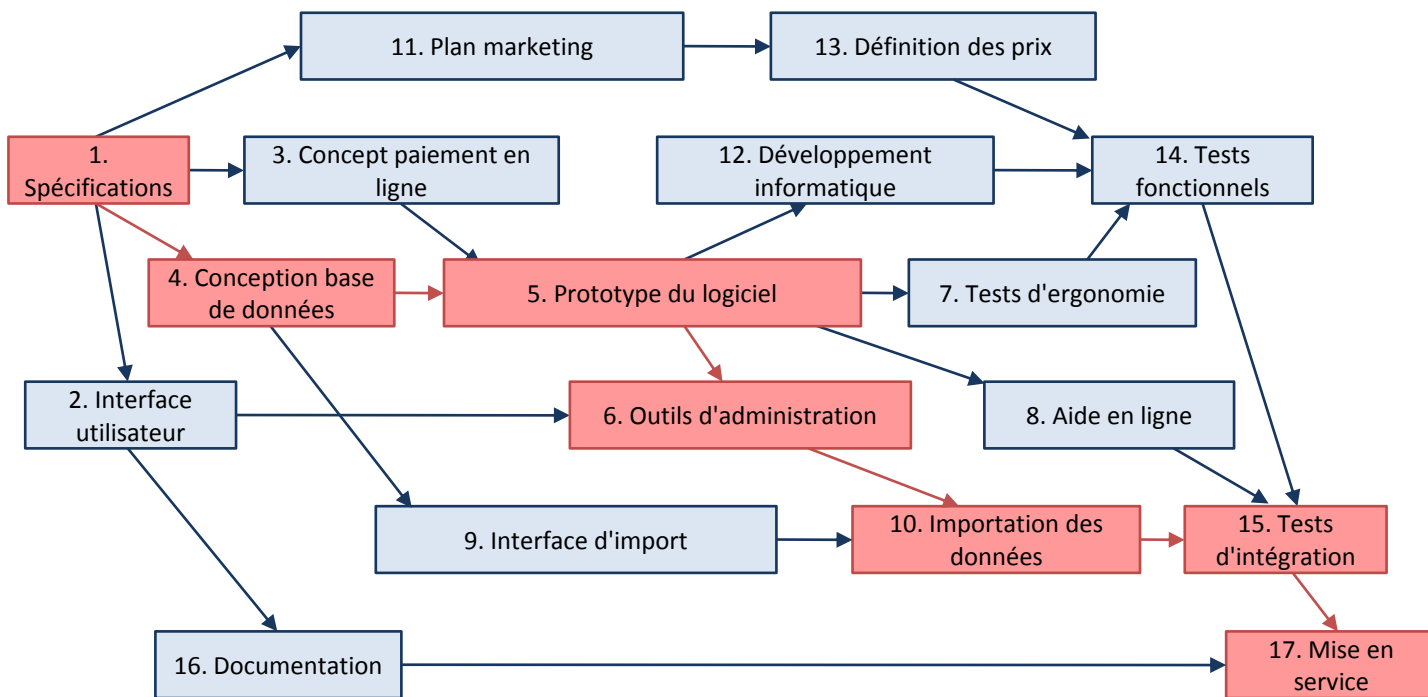 11. Plan marketing
13. Définition des prix
1.
Spécifications
3. Concept paiement en
ligne
12. Développement
informatique
14. Tests
fonctionnels
4. Conception base
de données
5. Prototype du logiciel
7. Tests d'ergonomie
2. Interface
utilisateur
6. Outils d'administration
8. Aide en ligne
9. Interface d'import
10. Importation des
données
15. Tests
d'intégration
16. Documentation
17. Mise en
service